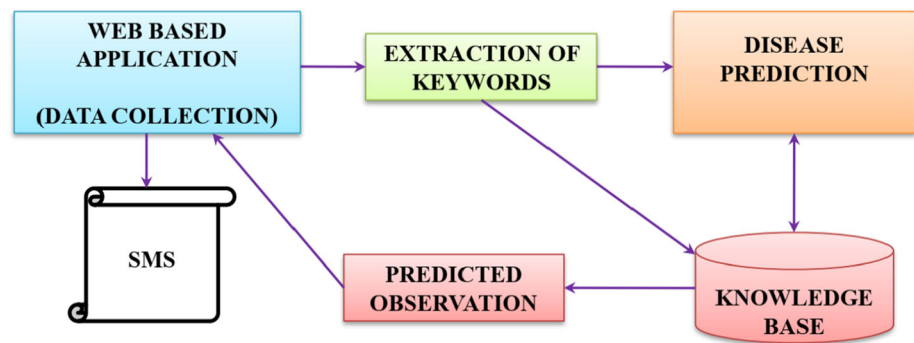 WEB BASED
APPLICATION
(DATA COLLECTION)
EXTRACTION OF
KEYWORDS
DISEASE
PREDICTION
SMS
PREDICTED
OBSERVATION
KNOWLEDGE
BASE